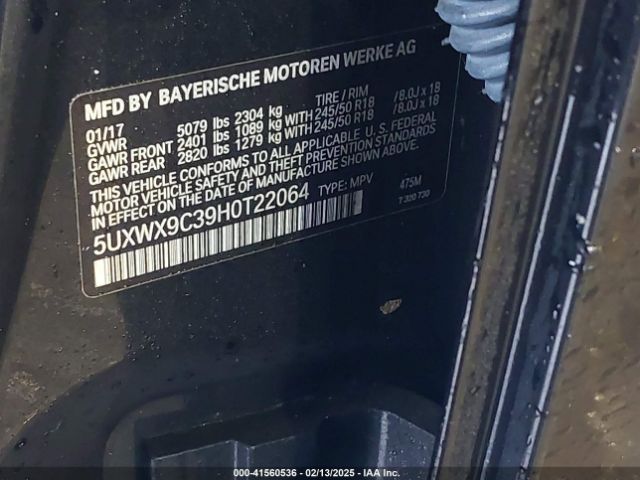 MFD BY BAYERISCHE MOTOREN WERKE AG
01/17 TIRE / RIM
GVWR 5079 lbs 2304 kg
GAWR FRONT 2401 lbs 1089 kg WITH 245/50 R18 /8.0J x 18
GAWR REAR 2820 lbs 1279 kg WITH 245/50 R18 /8.0J x 18
THIS VEHICLE CONFORMS TO ALL APPLICABLE U.S. FEDERAL
MOTOR VEHICLE SAFETY AND THEFT PREVENTION STANDARDS
IN EFFECT ON THE DATE OF MANUFACTURE SHOWN ABOVE.
5UXWX9C39H0T22064 TYPE: MPV 475M
T 320 730
000-41560536 - 02/13/2025 - IAA Inc.